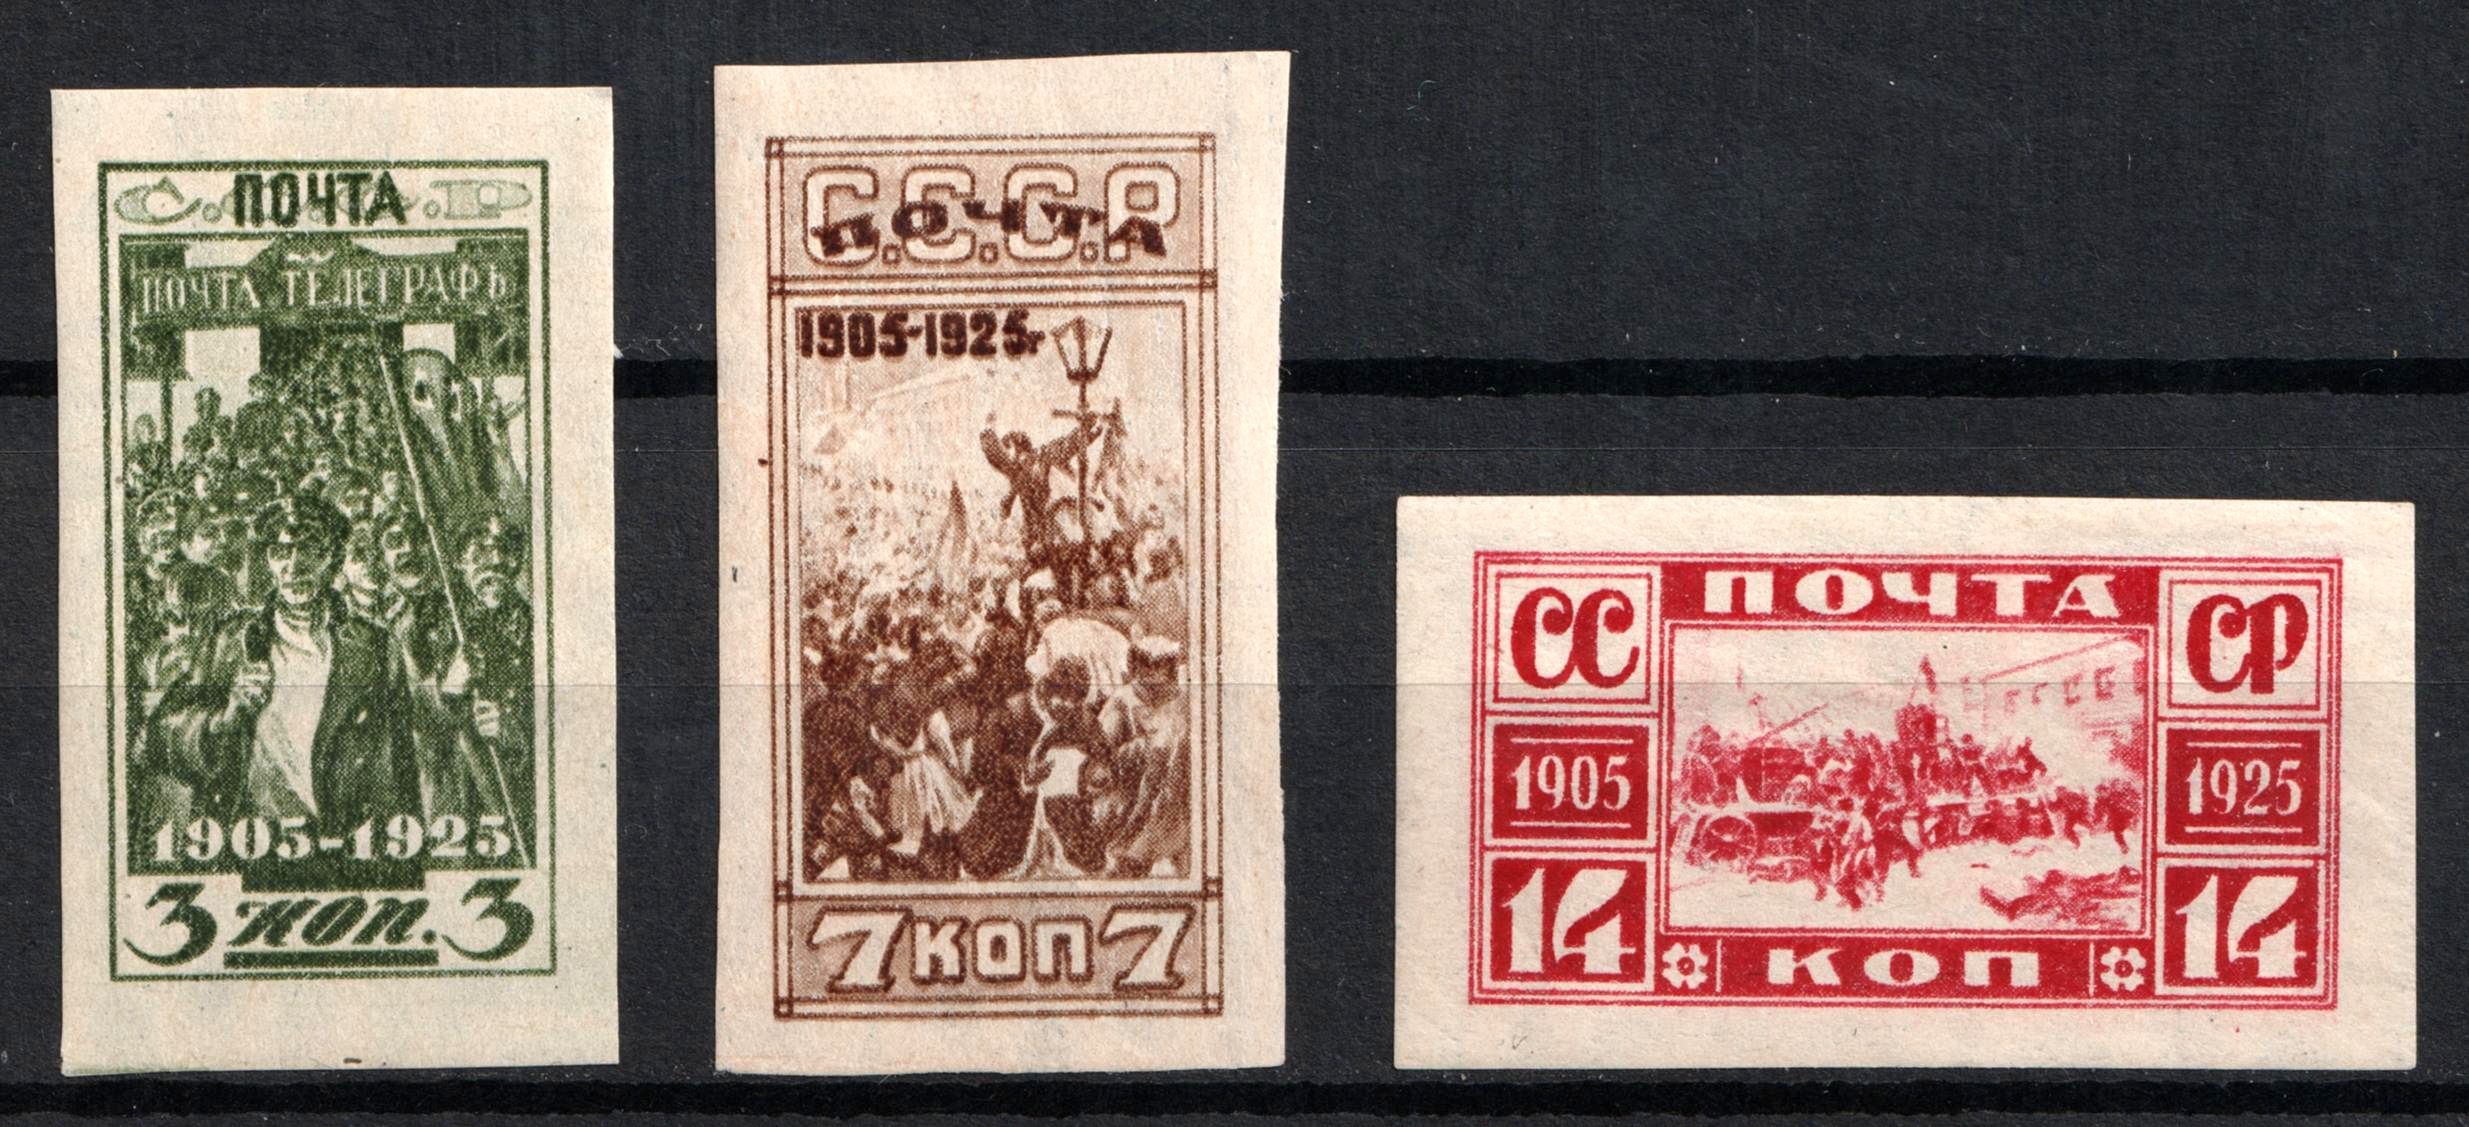 ПОЧТА
С.С.С.Р
ПОЧТА ТЕЛЕГРАФЪ
1905-1925
3 коп. 3
С.С.С.Р
ПОЧТА
1905-1925г
7 КОП 7
СС ПОЧТА СР
1905 1925
14 КОП 14